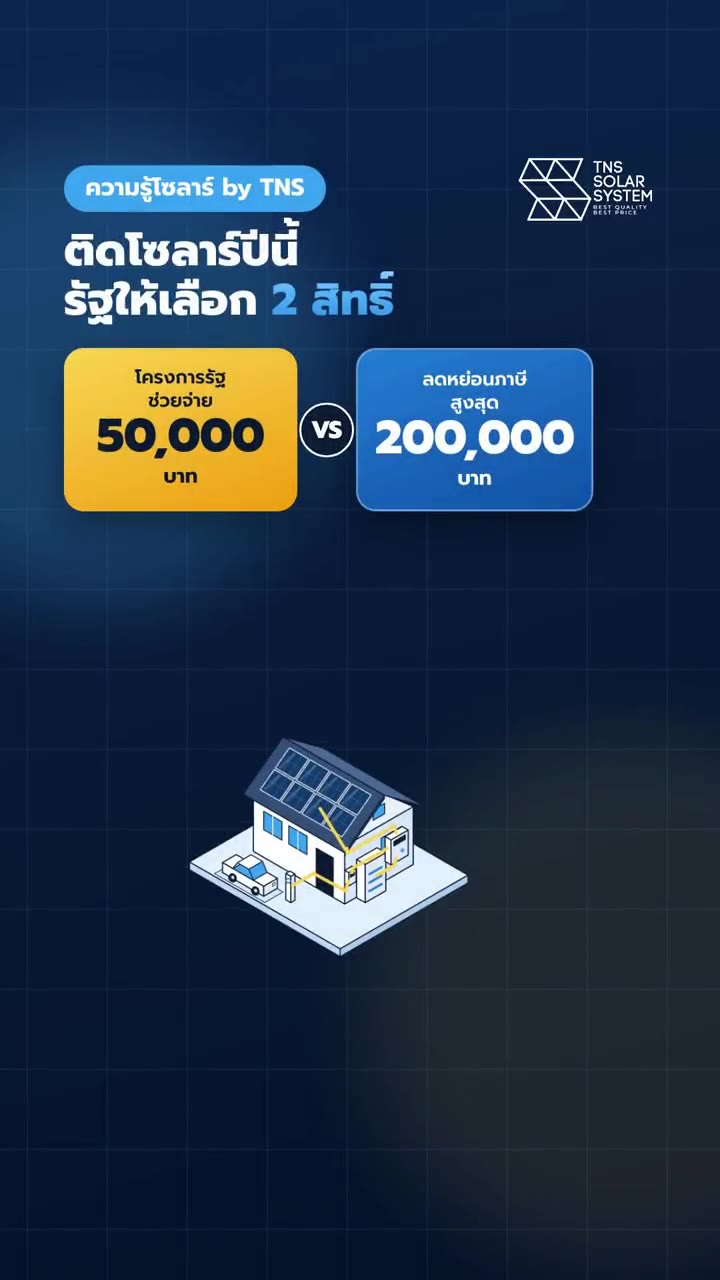 ความรู้โซลาร์ by TNS
TNS
SOLAR
SYSTEM
BEST QUALITY
BEST PRICE
ติดโซลาร์ปีนี้
รัฐให้เลือก 2 สิทธิ์
โครงการรัฐ
ช่วยจ่าย
50,000
บาท
VS
ลดหย่อนภาษี
สูงสุด
200,000
บาท